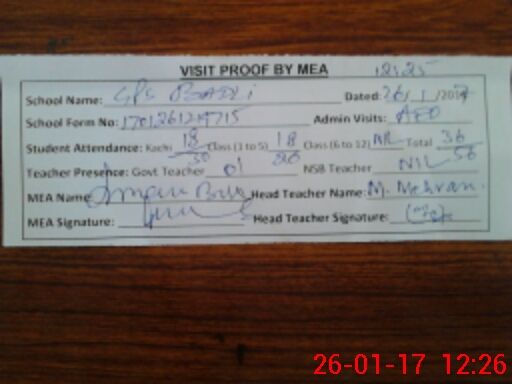 VISIT PROOF BY MEA 12:25
School Name: GPS Dated: 26/1/2017
School Form No: Admin Visits: AEO
Student Attendance: Kachi 18/30 Class (1 to 5) 18/26 Class (6 to 12) NIL Total 36/56
Teacher Presence: Govt Teacher 01 NSB Teacher NIL
MEA Name Head Teacher Name: M. Mehran.
MEA Signature: Head Teacher Signature:
26-01-17 12:26